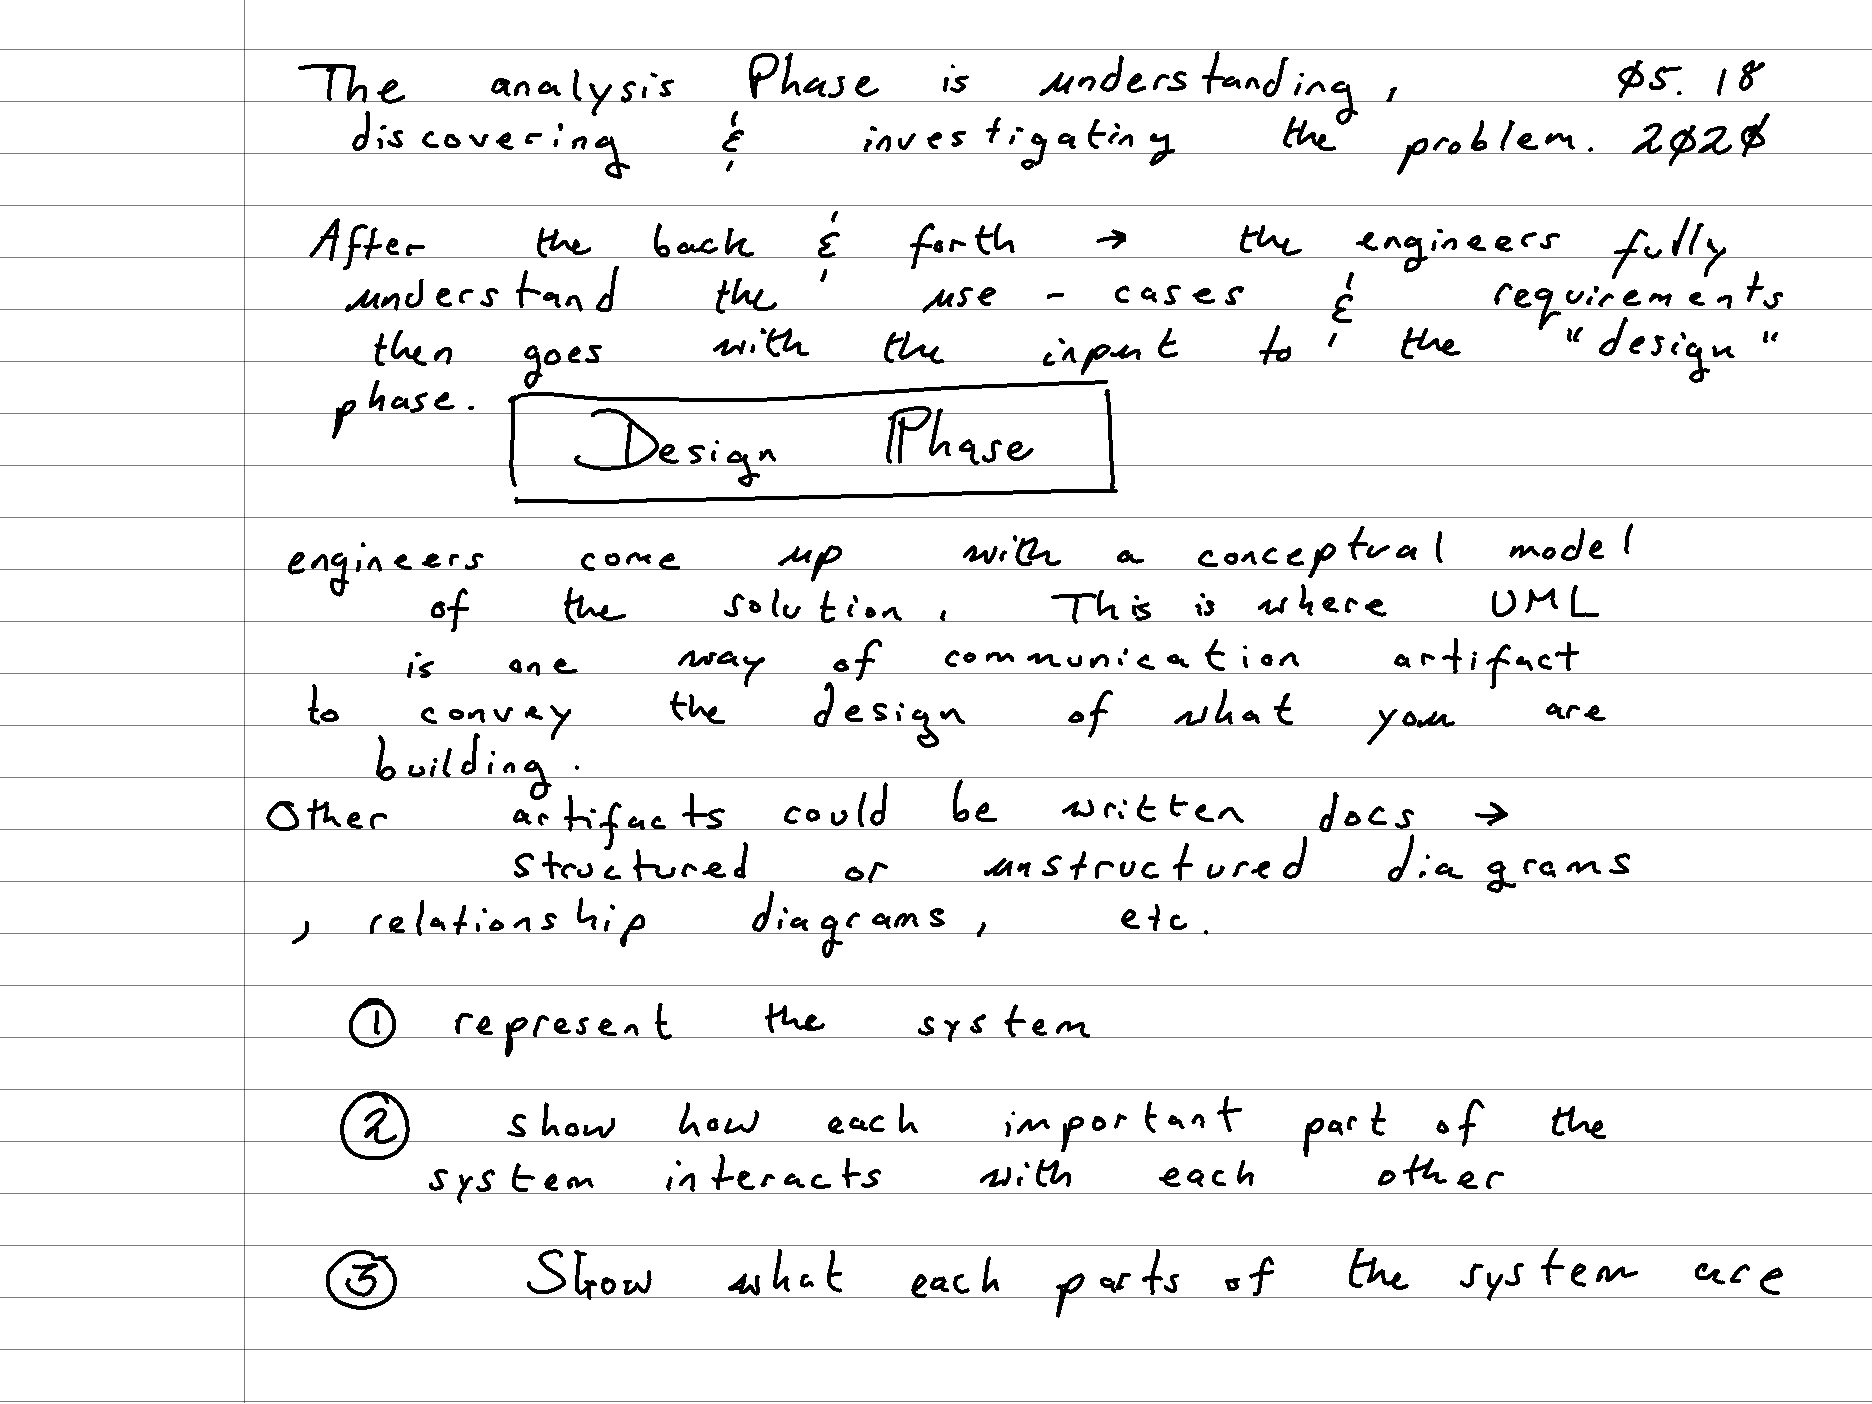 The analysis Phase is understanding, 05.18
discovering & investigating the problem. 2020
After the back & forth → the engineers fully
understand the use-cases & requirements
then goes with the input to the "design"
phase.
Design Phase
engineers come up with a conceptual model
of the solution. This is where UML
is one way of communication artifact
to convey the design of what you are
building.
Other artifacts could be written docs →
structured or unstructured diagrams
, relationship diagrams, etc.
① represent the system
② show how each important part of the
system interacts with each other
③ Show what each parts of the system are